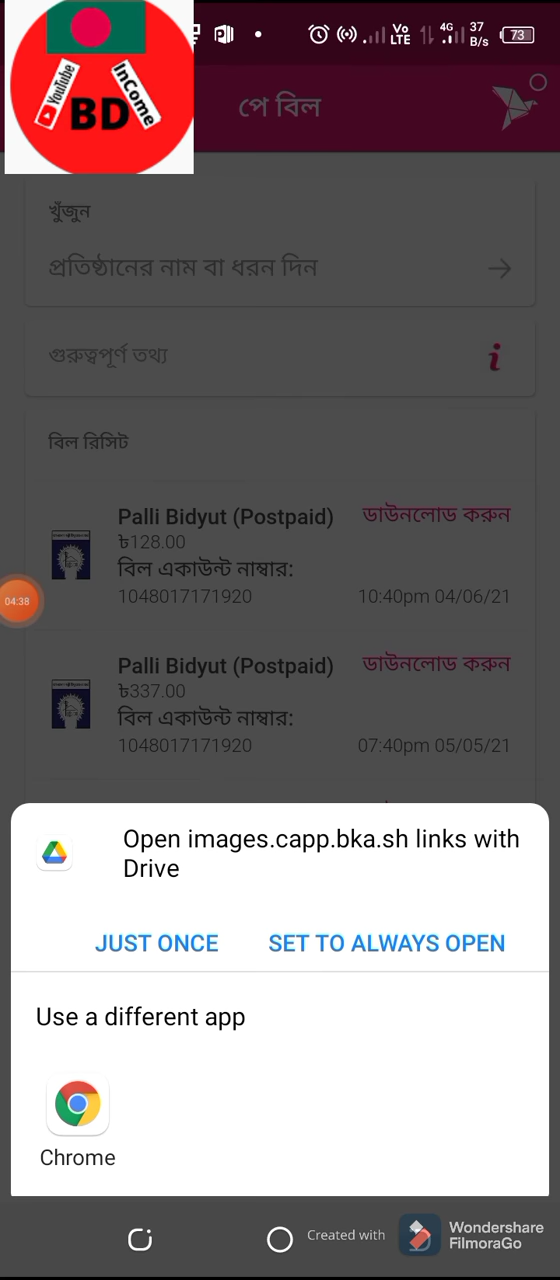 YouTube
InCome
BD
Vo
LTE
4G
37
B/s
73
পে বিল
খুঁজুন
প্রতিষ্ঠানের নাম বা ধরন দিন
গুরুত্বপূর্ণ তথ্য
i
বিল রিসিট
Palli Bidyut (Postpaid) ডাউনলোড করুন
৳128.00
বিল একাউন্ট নাম্বার:
1048017171920 10:40pm 04/06/21
04:38
Palli Bidyut (Postpaid) ডাউনলোড করুন
৳337.00
বিল একাউন্ট নাম্বার:
1048017171920 07:40pm 05/05/21
Open images.capp.bka.sh links with
Drive
JUST ONCE SET TO ALWAYS OPEN
Use a different app
Chrome
Created with
Wondershare
FilmoraGo